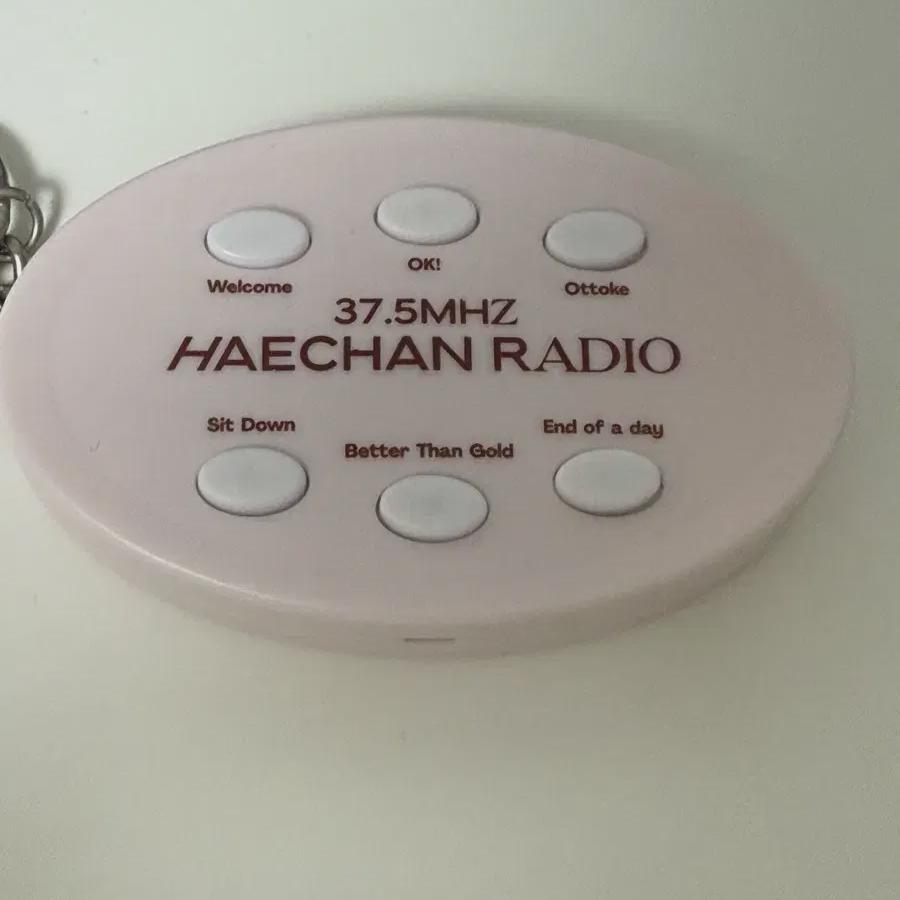 Welcome
OK!
Ottoke
37.5MHZ
HAECHAN RADIO
Sit Down
Better Than Gold
End of a day